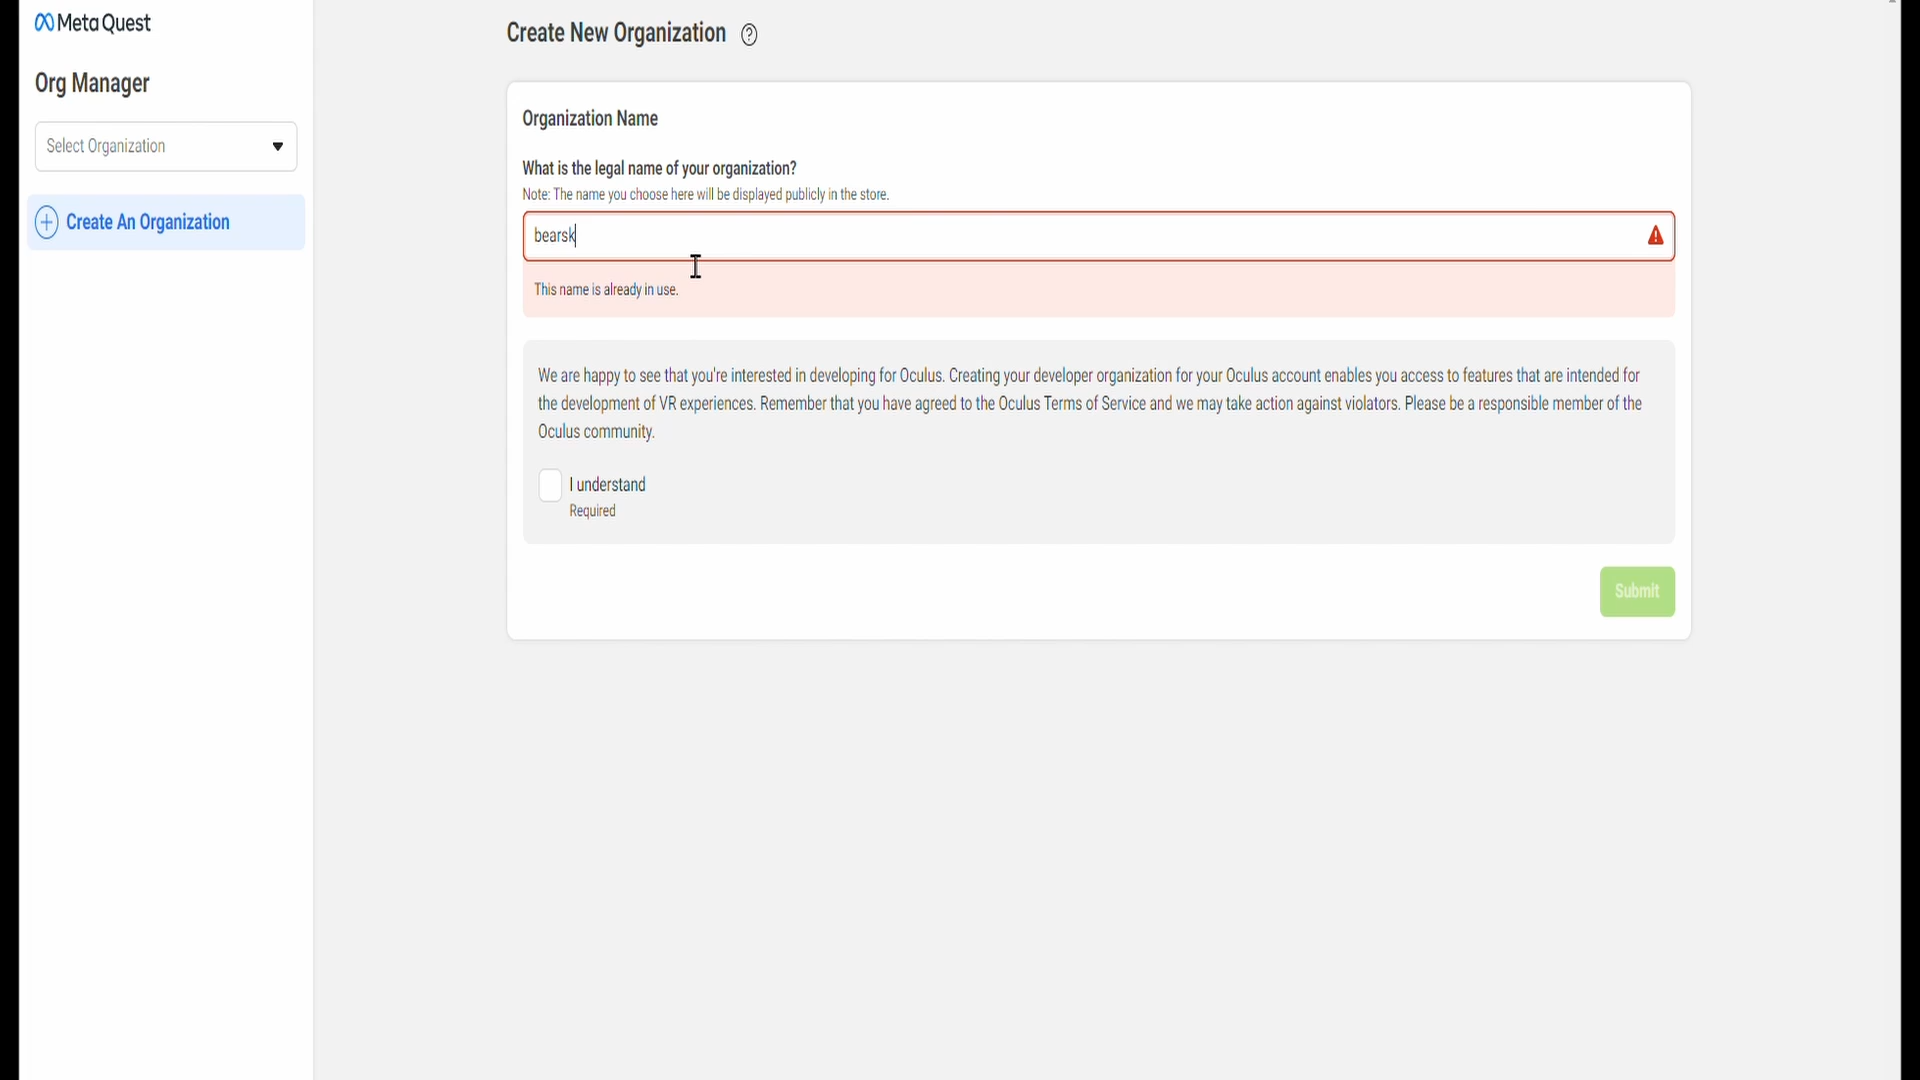 Meta Quest
Org Manager
Select Organization
Create An Organization
Create New Organization ?
Organization Name
What is the legal name of your organization?
Note: The name you choose here will be displayed publicly in the store.
bearsk
This name is already in use.
We are happy to see that you're interested in developing for Oculus. Creating your developer organization for your Oculus account enables you access to features that are intended for
the development of VR experiences. Remember that you have agreed to the Oculus Terms of Service and we may take action against violators. Please be a responsible member of the
Oculus community.
I understand
Required
Submit